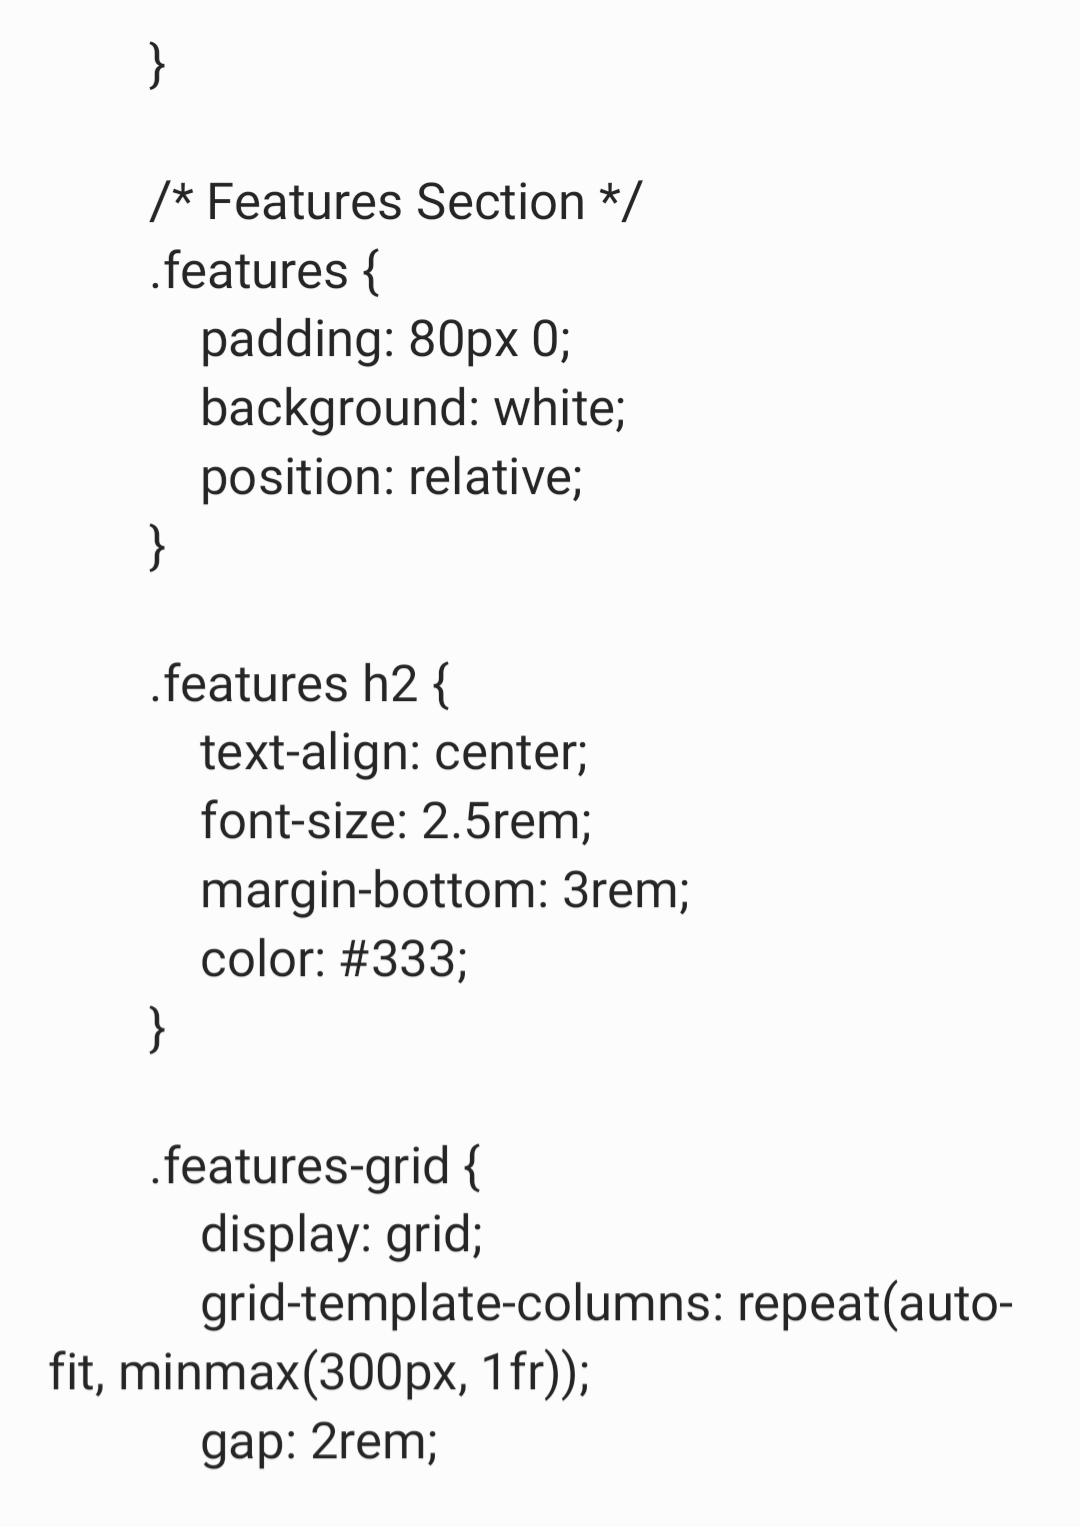 }
/* Features Section */
.features {
padding: 80px 0;
background: white;
position: relative;
}
.features h2 {
text-align: center;
font-size: 2.5rem;
margin-bottom: 3rem;
color: #333;
}
.features-grid {
display: grid;
grid-template-columns: repeat(auto-
fit, minmax(300px, 1fr));
gap: 2rem;